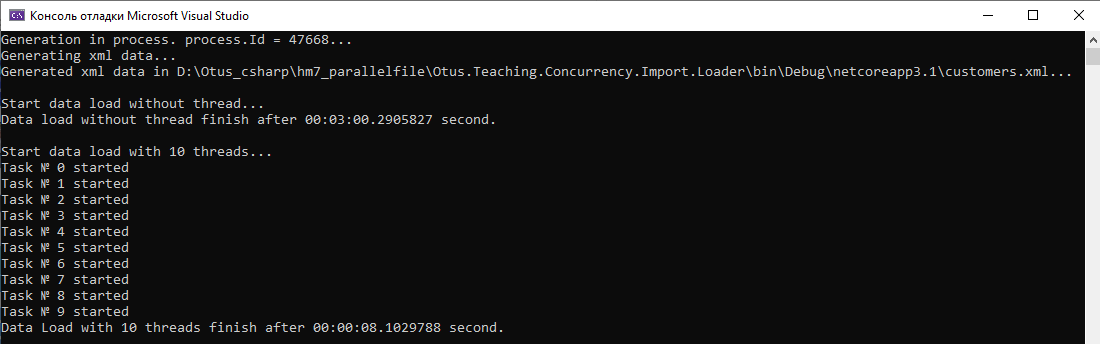 Консоль отладки Microsoft Visual Studio
Generation in process. process.Id = 47668...
Generating xml data...
Generated xml data in D:\Otus_csharp\hm7_parallelfile\Otus.Teaching.Concurrency.Import.Loader\bin\Debug\netcoreapp3.1\customers.xml...
Start data load without thread...
Data load without thread finish after 00:03:00.2905827 second.
Start data load with 10 threads...
Task № 0 started
Task № 1 started
Task № 2 started
Task № 3 started
Task № 4 started
Task № 5 started
Task № 6 started
Task № 7 started
Task № 8 started
Task № 9 started
Data Load with 10 threads finish after 00:00:08.1029788 second.